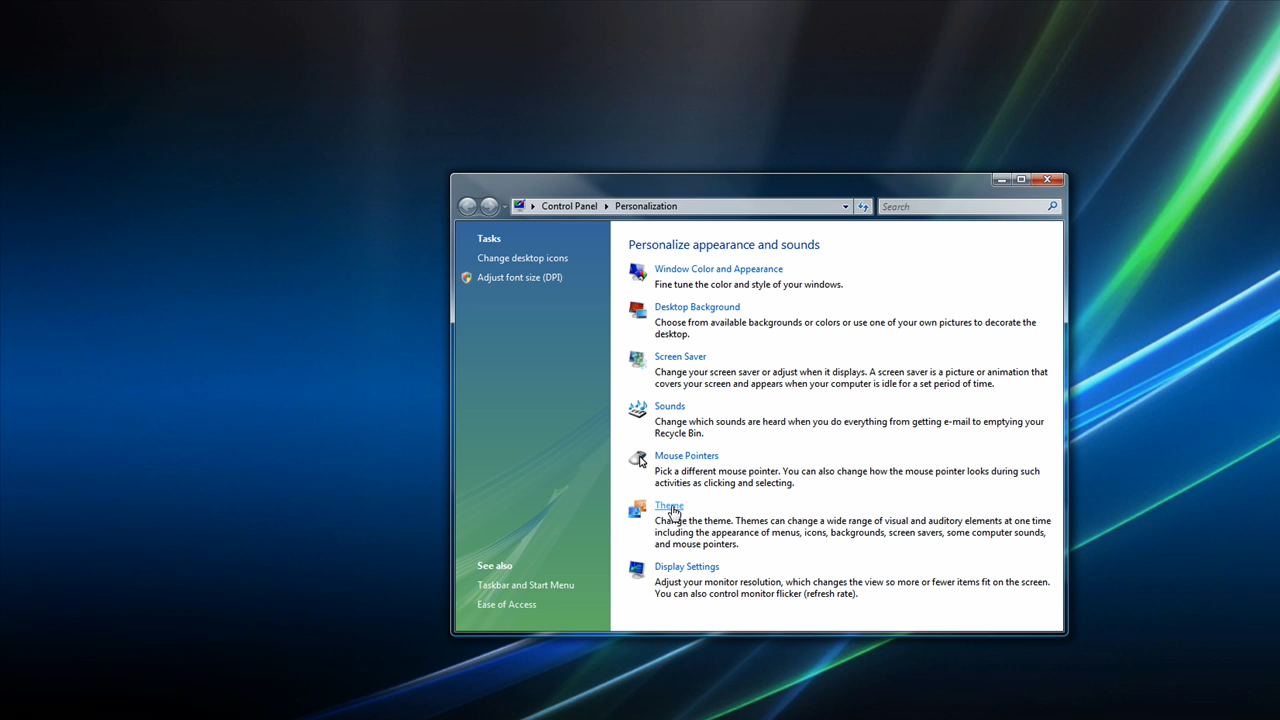 Control Panel
Personalization
Search
Tasks
Change desktop icons
Adjust font size (DPI)
See also
Taskbar and Start Menu
Ease of Access
Personalize appearance and sounds
Window Color and Appearance
Fine tune the color and style of your windows.
Desktop Background
Choose from available backgrounds or colors or use one of your own pictures to decorate the
desktop.
Screen Saver
Change your screen saver or adjust when it displays. A screen saver is a picture or animation that
covers your screen and appears when your computer is idle for a set period of time.
Sounds
Change which sounds are heard when you do everything from getting e-mail to emptying your
Recycle Bin.
Mouse Pointers
Pick a different mouse pointer. You can also change how the mouse pointer looks during such
activities as clicking and selecting.
Theme
Change the theme. Themes can change a wide range of visual and auditory elements at one time
including the appearance of menus, icons, backgrounds, screen savers, some computer sounds,
and mouse pointers.
Display Settings
Adjust your monitor resolution, which changes the view so more or fewer items fit on the screen.
You can also control monitor flicker (refresh rate).